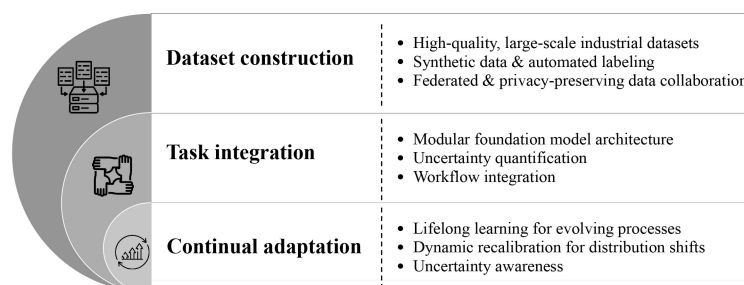 Dataset construction
• High-quality, large-scale industrial datasets
• Synthetic data & automated labeling
• Federated & privacy-preserving data collaboration
Task integration
• Modular foundation model architecture
• Uncertainty quantification
• Workflow integration
Continual adaptation
• Lifelong learning for evolving processes
• Dynamic recalibration for distribution shifts
• Uncertainty awareness